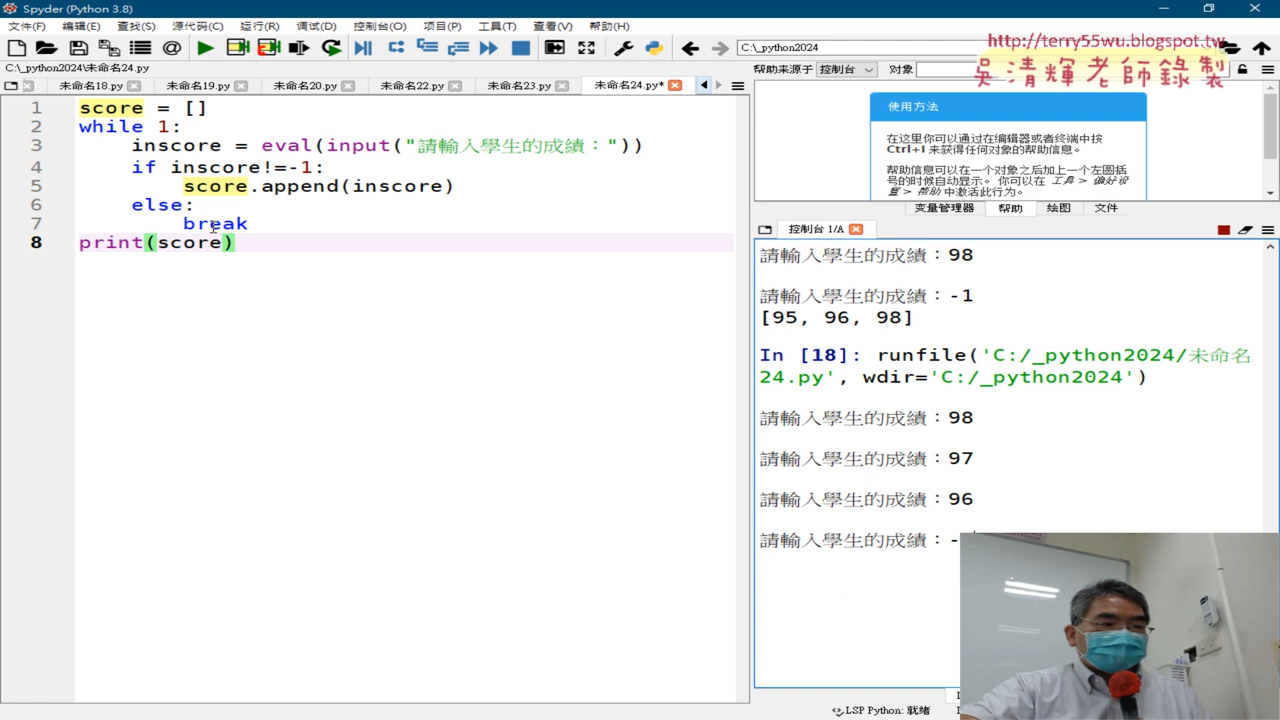 Spyder (Python 3.8)
文件(F) 编辑(E) 查找(S) 源代码(C) 运行(R) 调试(D) 控制台(O) 项目(P) 工具(T) 查看(V) 帮助(H)
C:\_python2024
http://terry55wu.blogspot.tw
吳清輝老師錄製
C:\_python2024\未命名24.py
帮助来源于 控制台 对象
未命名18.py 未命名19.py 未命名20.py 未命名22.py 未命名23.py 未命名24.py*
1 score = []
2 while 1:
3 inscore = eval(input("請輸入學生的成績："))
4 if inscore!=-1:
5 score.append(inscore)
6 else:
7 break
8 print(score)
使用方法
在这里你可以通过在编辑器或者终端中按
Ctrl+I 来获得任何对象的帮助信息。
帮助信息可以在一个对象之后加上一个左圆括
号的时候自动显示。 你可以在 工具 > 偏好设
置 > 帮助 中激活此行为。
变量管理器 帮助 绘图 文件
控制台 1/A
請輸入學生的成績：98
請輸入學生的成績：-1
[95, 96, 98]
In [18]: runfile('C:/_python2024/未命名
24.py', wdir='C:/_python2024')
請輸入學生的成績：98
請輸入學生的成績：97
請輸入學生的成績：96
請輸入學生的成績：-
LSP Python: 就绪